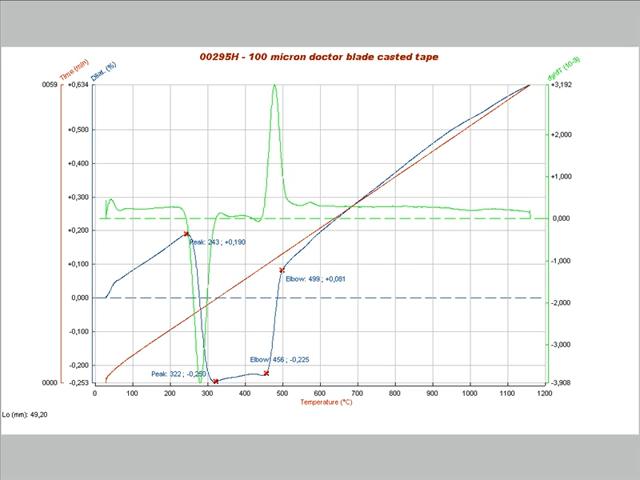 00295H - 100 micron doctor blade casted tape
Time (min)
Dilat. (%)
dy/dT (10-3)
0059
+0,634
+3,192
+0,500
+2,000
+0,400
+0,300
+1,000
+0,200
0,000
Peak: 243 ; +0,190
+0,100
-1,000
Elbow: 499 ; +0,081
0,000
-2,000
-0,100
-3,000
-0,200
Elbow: 456 ; -0,225
Peak: 322 ; -0,250
0000
-0,253
-3,908
0 100 200 300 400 500 600 700 800 900 1000 1100 1200
Temperature (°C)
Lo (mm): 49,20